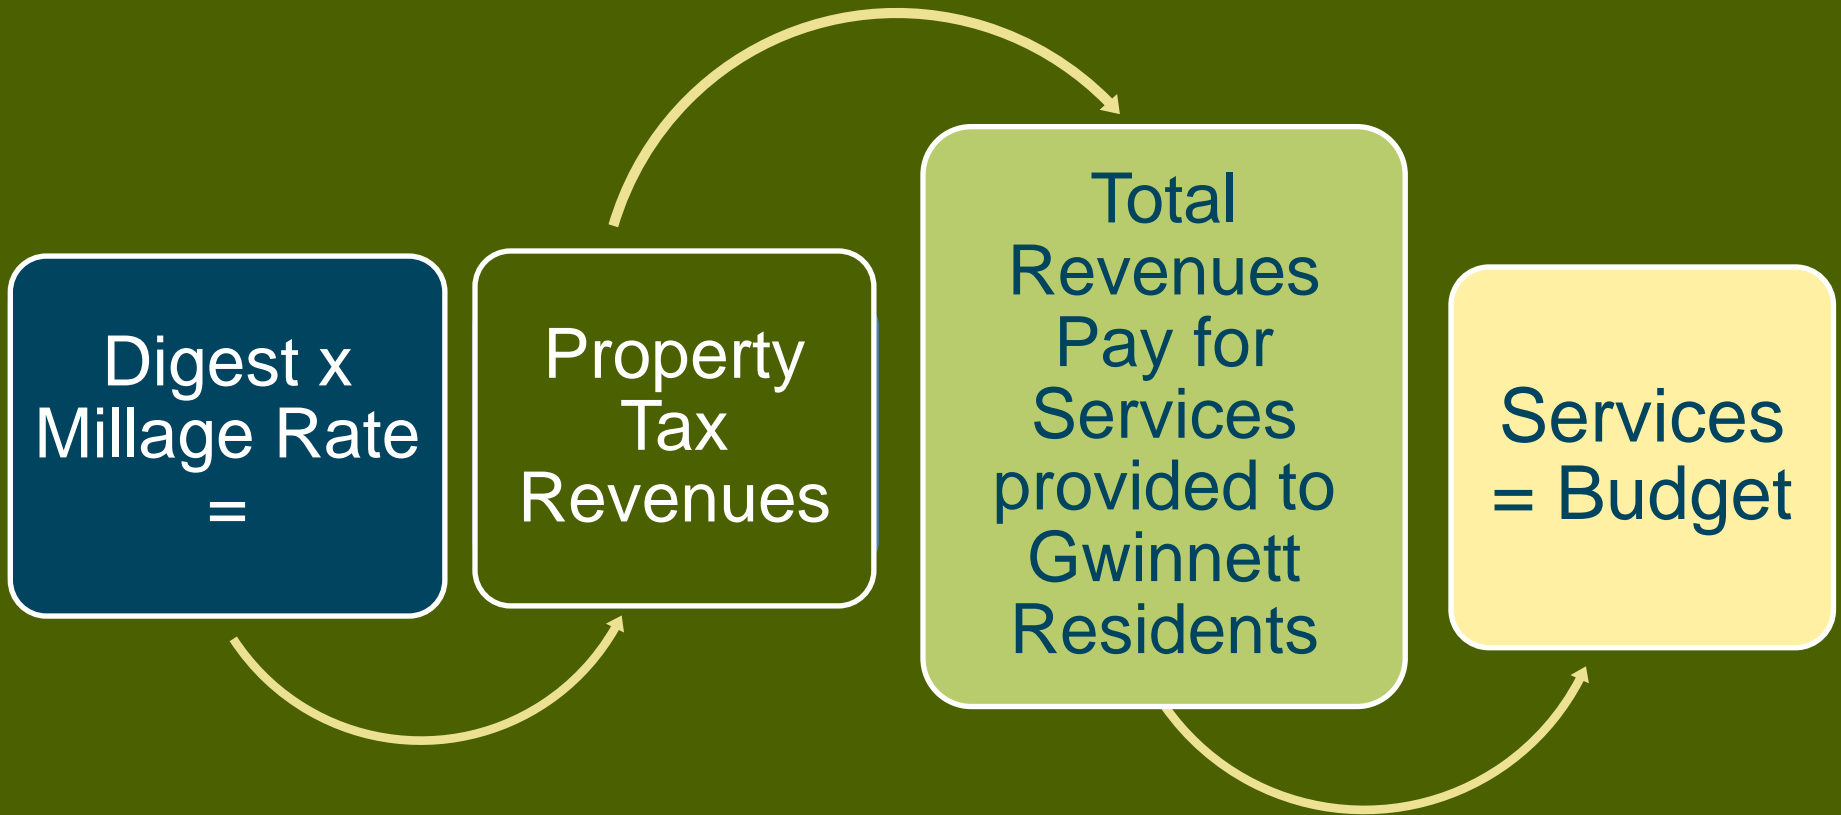 Digest x
Millage Rate
=
Property
Tax
Revenues
Total
Revenues
Pay for
Services
provided to
Gwinnett
Residents
Services
= Budget